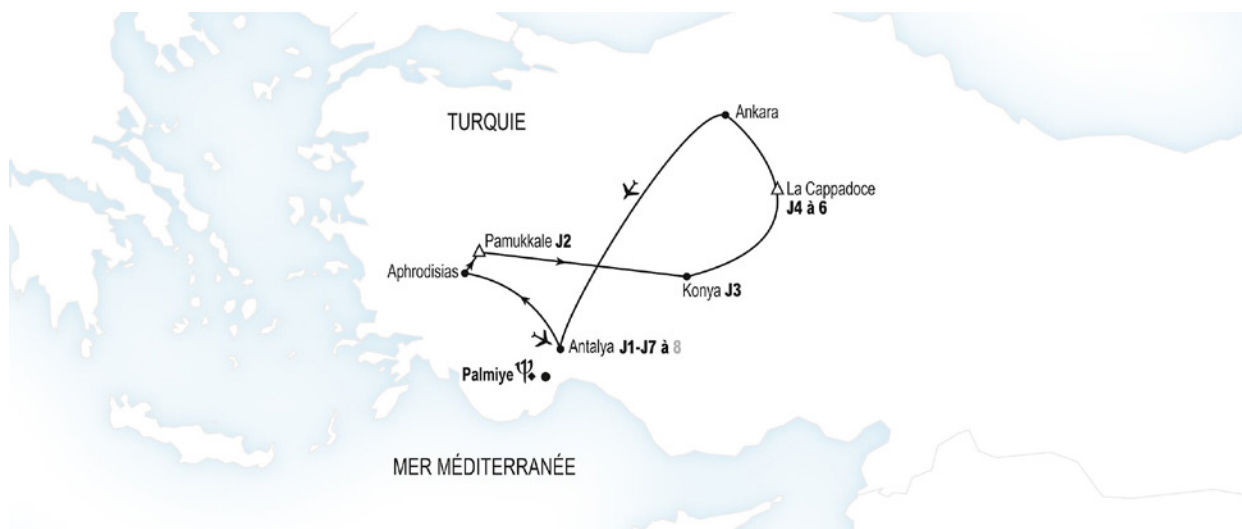 TURQUIE
Ankara
La Cappadoce
J4 à 6
Pamukkale J2
Aphrodisias
Konya J3
Antalya J1-J7 à 8
Palmiye
MER MÉDITERRANÉE